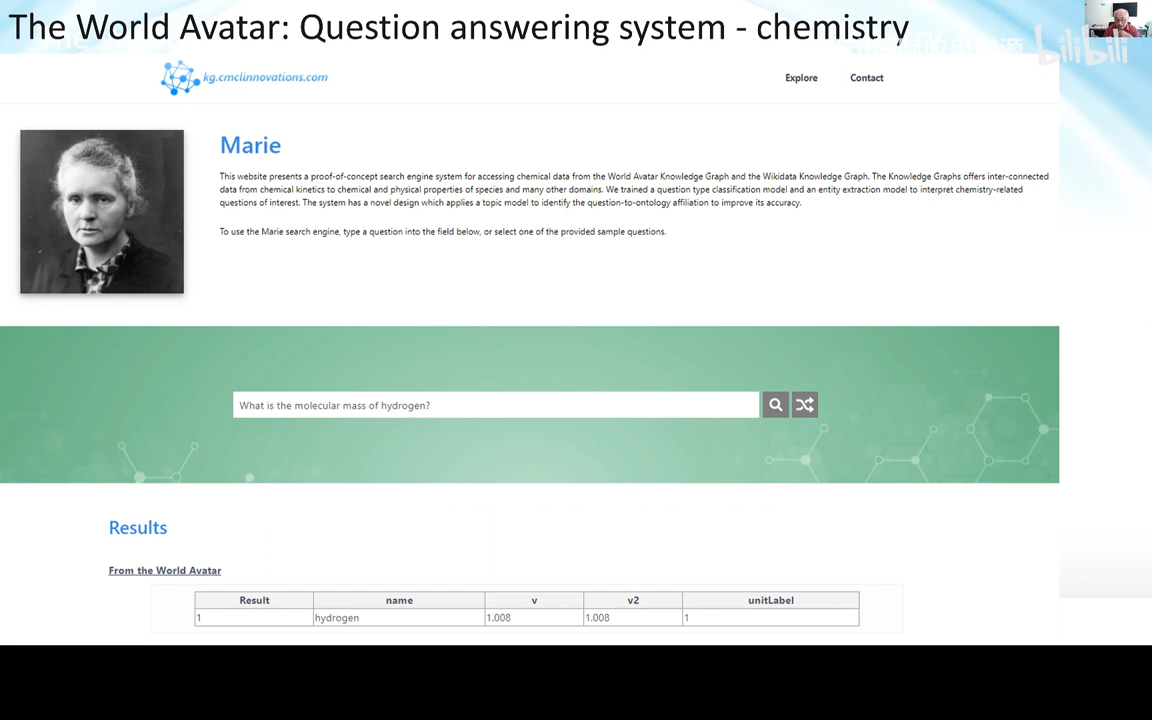 The World Avatar: Question answering system - chemistry
bilibili
kg.cmclinnovations.com
Explore
Contact
Marie
This website presents a proof-of-concept search engine system for accessing chemical data from the World Avatar Knowledge Graph and the Wikidata Knowledge Graph. The Knowledge Graphs offers inter-connected
data from chemical kinetics to chemical and physical properties of species and many other domains. We trained a question type classification model and an entity extraction model to interpret chemistry-related
questions of interest. The system has a novel design which applies a topic model to identify the question-to-ontology affiliation to improve its accuracy.
To use the Marie search engine, type a question into the field below, or select one of the provided sample questions.
What is the molecular mass of hydrogen?
Results
From the World Avatar
Result name v v2 unitLabel
1 hydrogen 1.008 1.008 1